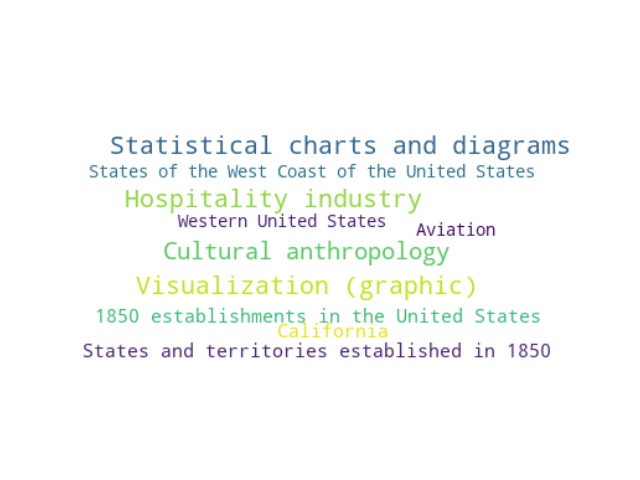 Statistical charts and diagrams
States of the West Coast of the United States
Hospitality industry
Western United States
Aviation
Cultural anthropology
Visualization (graphic)
1850 establishments in the United States
California
States and territories established in 1850